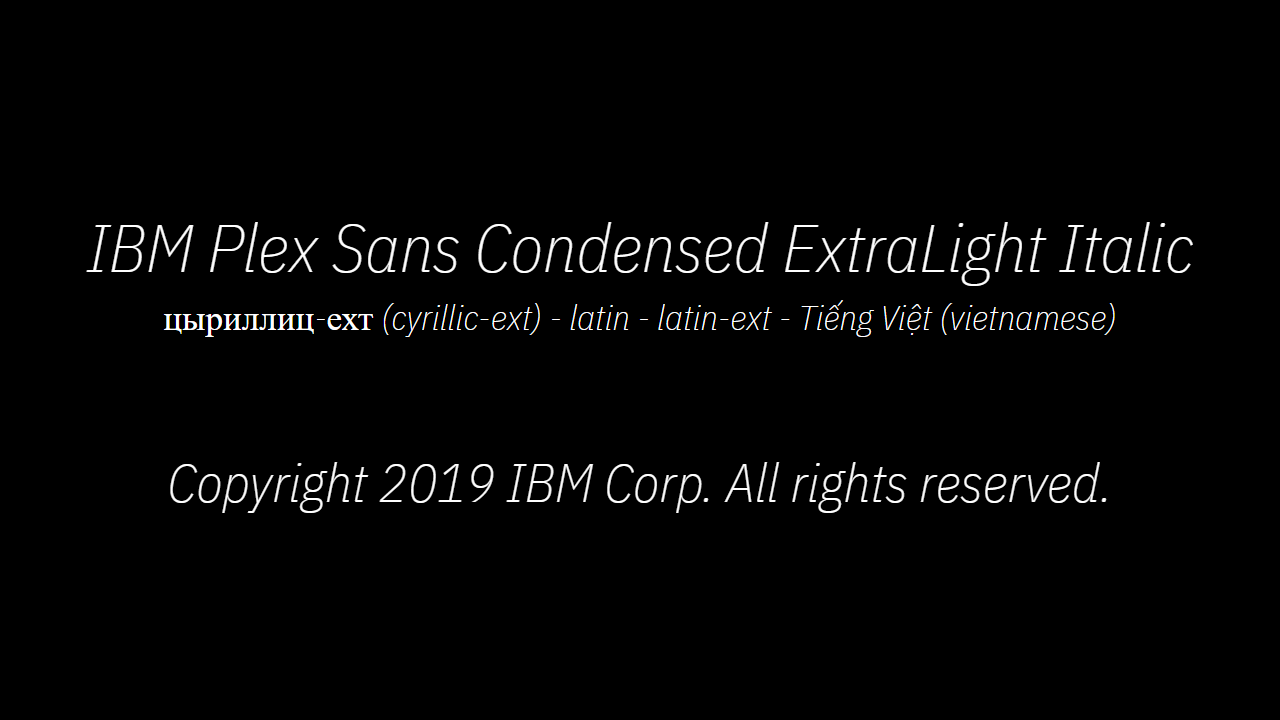 IBM Plex Sans Condensed ExtraLight Italic
цыриллиц-ехт (cyrillic-ext) - latin - latin-ext - Tiếng Việt (vietnamese)
Copyright 2019 IBM Corp. All rights reserved.